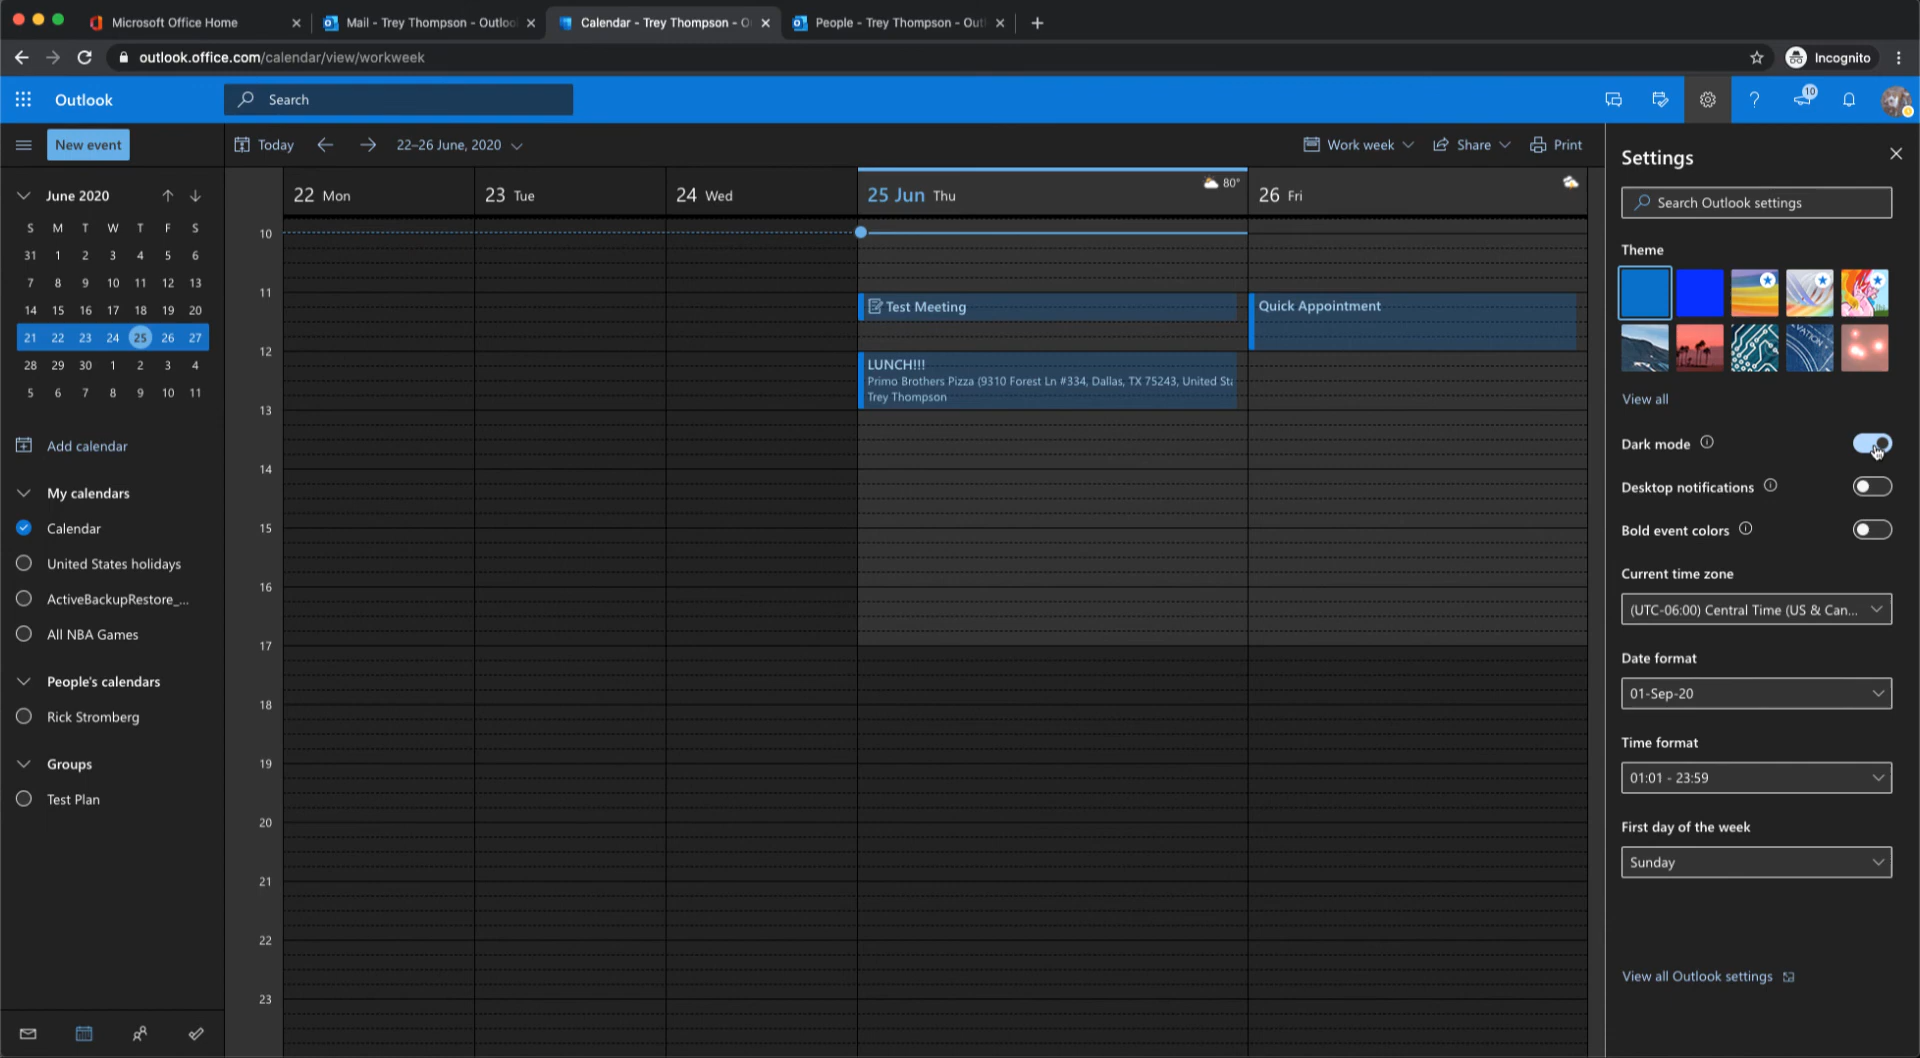 Microsoft Office Home
Mail - Trey Thompson - Outloo
Calendar - Trey Thompson - O
People - Trey Thompson - Out
outlook.office.com/calendar/view/workweek
Incognito
Outlook
Search
10
New event
Today
22–26 June, 2020
Work week
Share
Print
June 2020
S M T W T F S
31 1 2 3 4 5 6
7 8 9 10 11 12 13
14 15 16 17 18 19 20
21 22 23 24 25 26 27
28 29 30 1 2 3 4
5 6 7 8 9 10 11
Add calendar
My calendars
Calendar
United States holidays
ActiveBackupRestore_...
All NBA Games
People's calendars
Rick Stromberg
Groups
Test Plan
22 Mon
23 Tue
24 Wed
25 Jun Thu
80°
26 Fri
10
11
12
13
14
15
16
17
18
19
20
21
22
23
Test Meeting
Quick Appointment
LUNCH!!!
Primo Brothers Pizza (9310 Forest Ln #334, Dallas, TX 75243, United Sta
Trey Thompson
Settings
Search Outlook settings
Theme
View all
Dark mode
Desktop notifications
Bold event colors
Current time zone
(UTC-06:00) Central Time (US & Can...
Date format
01-Sep-20
Time format
01:01 - 23:59
First day of the week
Sunday
View all Outlook settings